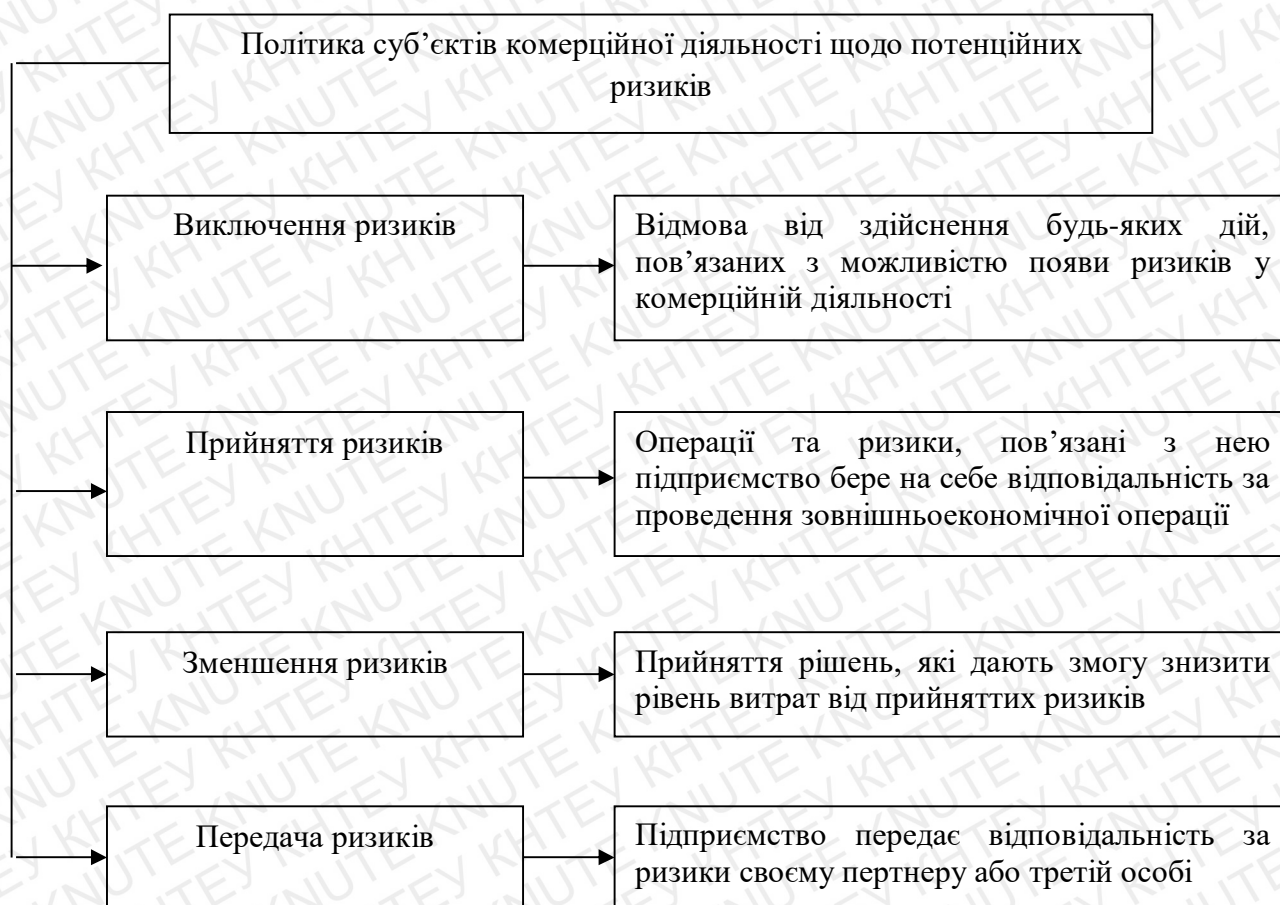 Політика суб’єктів комерційної діяльності щодо потенційних
ризиків
Виключення ризиків
Відмова від здійснення будь-яких дій,
пов’язаних з можливістю появи ризиків у
комерційній діяльності
Прийняття ризиків
Операції та ризики, пов’язані з нею
підприємство бере на себе відповідальність за
проведення зовнішньоекономічної операції
Зменшення ризиків
Прийняття рішень, які дають змогу знизити
рівень витрат від прийняттих ризиків
Передача ризиків
Підприємство передає відповідальність за
ризики своєму пертнеру або третій особі